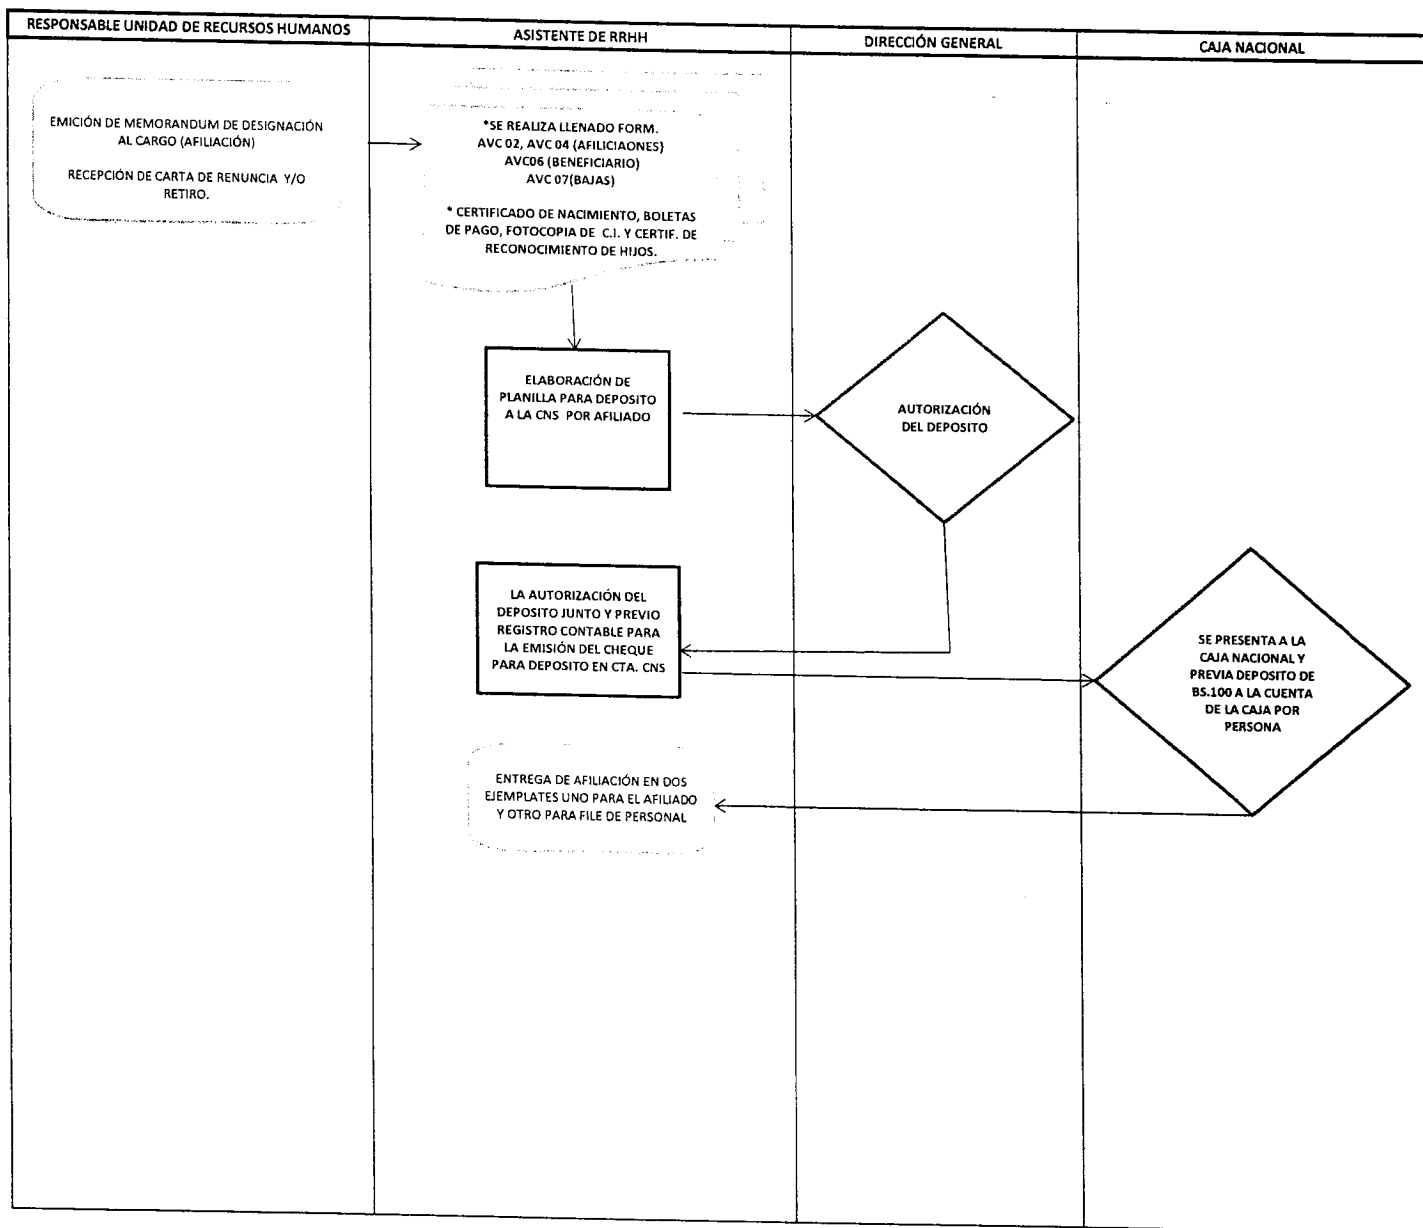 RESPONSABLE UNIDAD DE RECURSOS HUMANOS
ASISTENTE DE RRHH
DIRECCIÓN GENERAL
CAJA NACIONAL
EMICIÓN DE MEMORANDUM DE DESIGNACIÓN
AL CARGO (AFILIACIÓN)
RECEPCIÓN DE CARTA DE RENUNCIA Y/O
RETIRO.
*SE REALIZA LLENADO FORM.
AVC 02, AVC 04 (AFILICIAONES)
AVC06 (BENEFICIARIO)
AVC 07(BAJAS)
* CERTIFICADO DE NACIMIENTO, BOLETAS
DE PAGO, FOTOCOPIA DE C.I. Y CERTIF. DE
RECONOCIMIENTO DE HIJOS.
ELABORACIÓN DE
PLANILLA PARA DEPOSITO
A LA CNS POR AFILIADO
AUTORIZACIÓN
DEL DEPOSITO
LA AUTORIZACIÓN DEL
DEPOSITO JUNTO Y PREVIO
REGISTRO CONTABLE PARA
LA EMISIÓN DEL CHEQUE
PARA DEPOSITO EN CTA. CNS
SE PRESENTA A LA
CAJA NACIONAL Y
PREVIA DEPOSITO DE
BS.100 A LA CUENTA
DE LA CAJA POR
PERSONA
ENTREGA DE AFILIACIÓN EN DOS
EJEMPLATES UNO PARA EL AFILIADO
Y OTRO PARA FILE DE PERSONAL